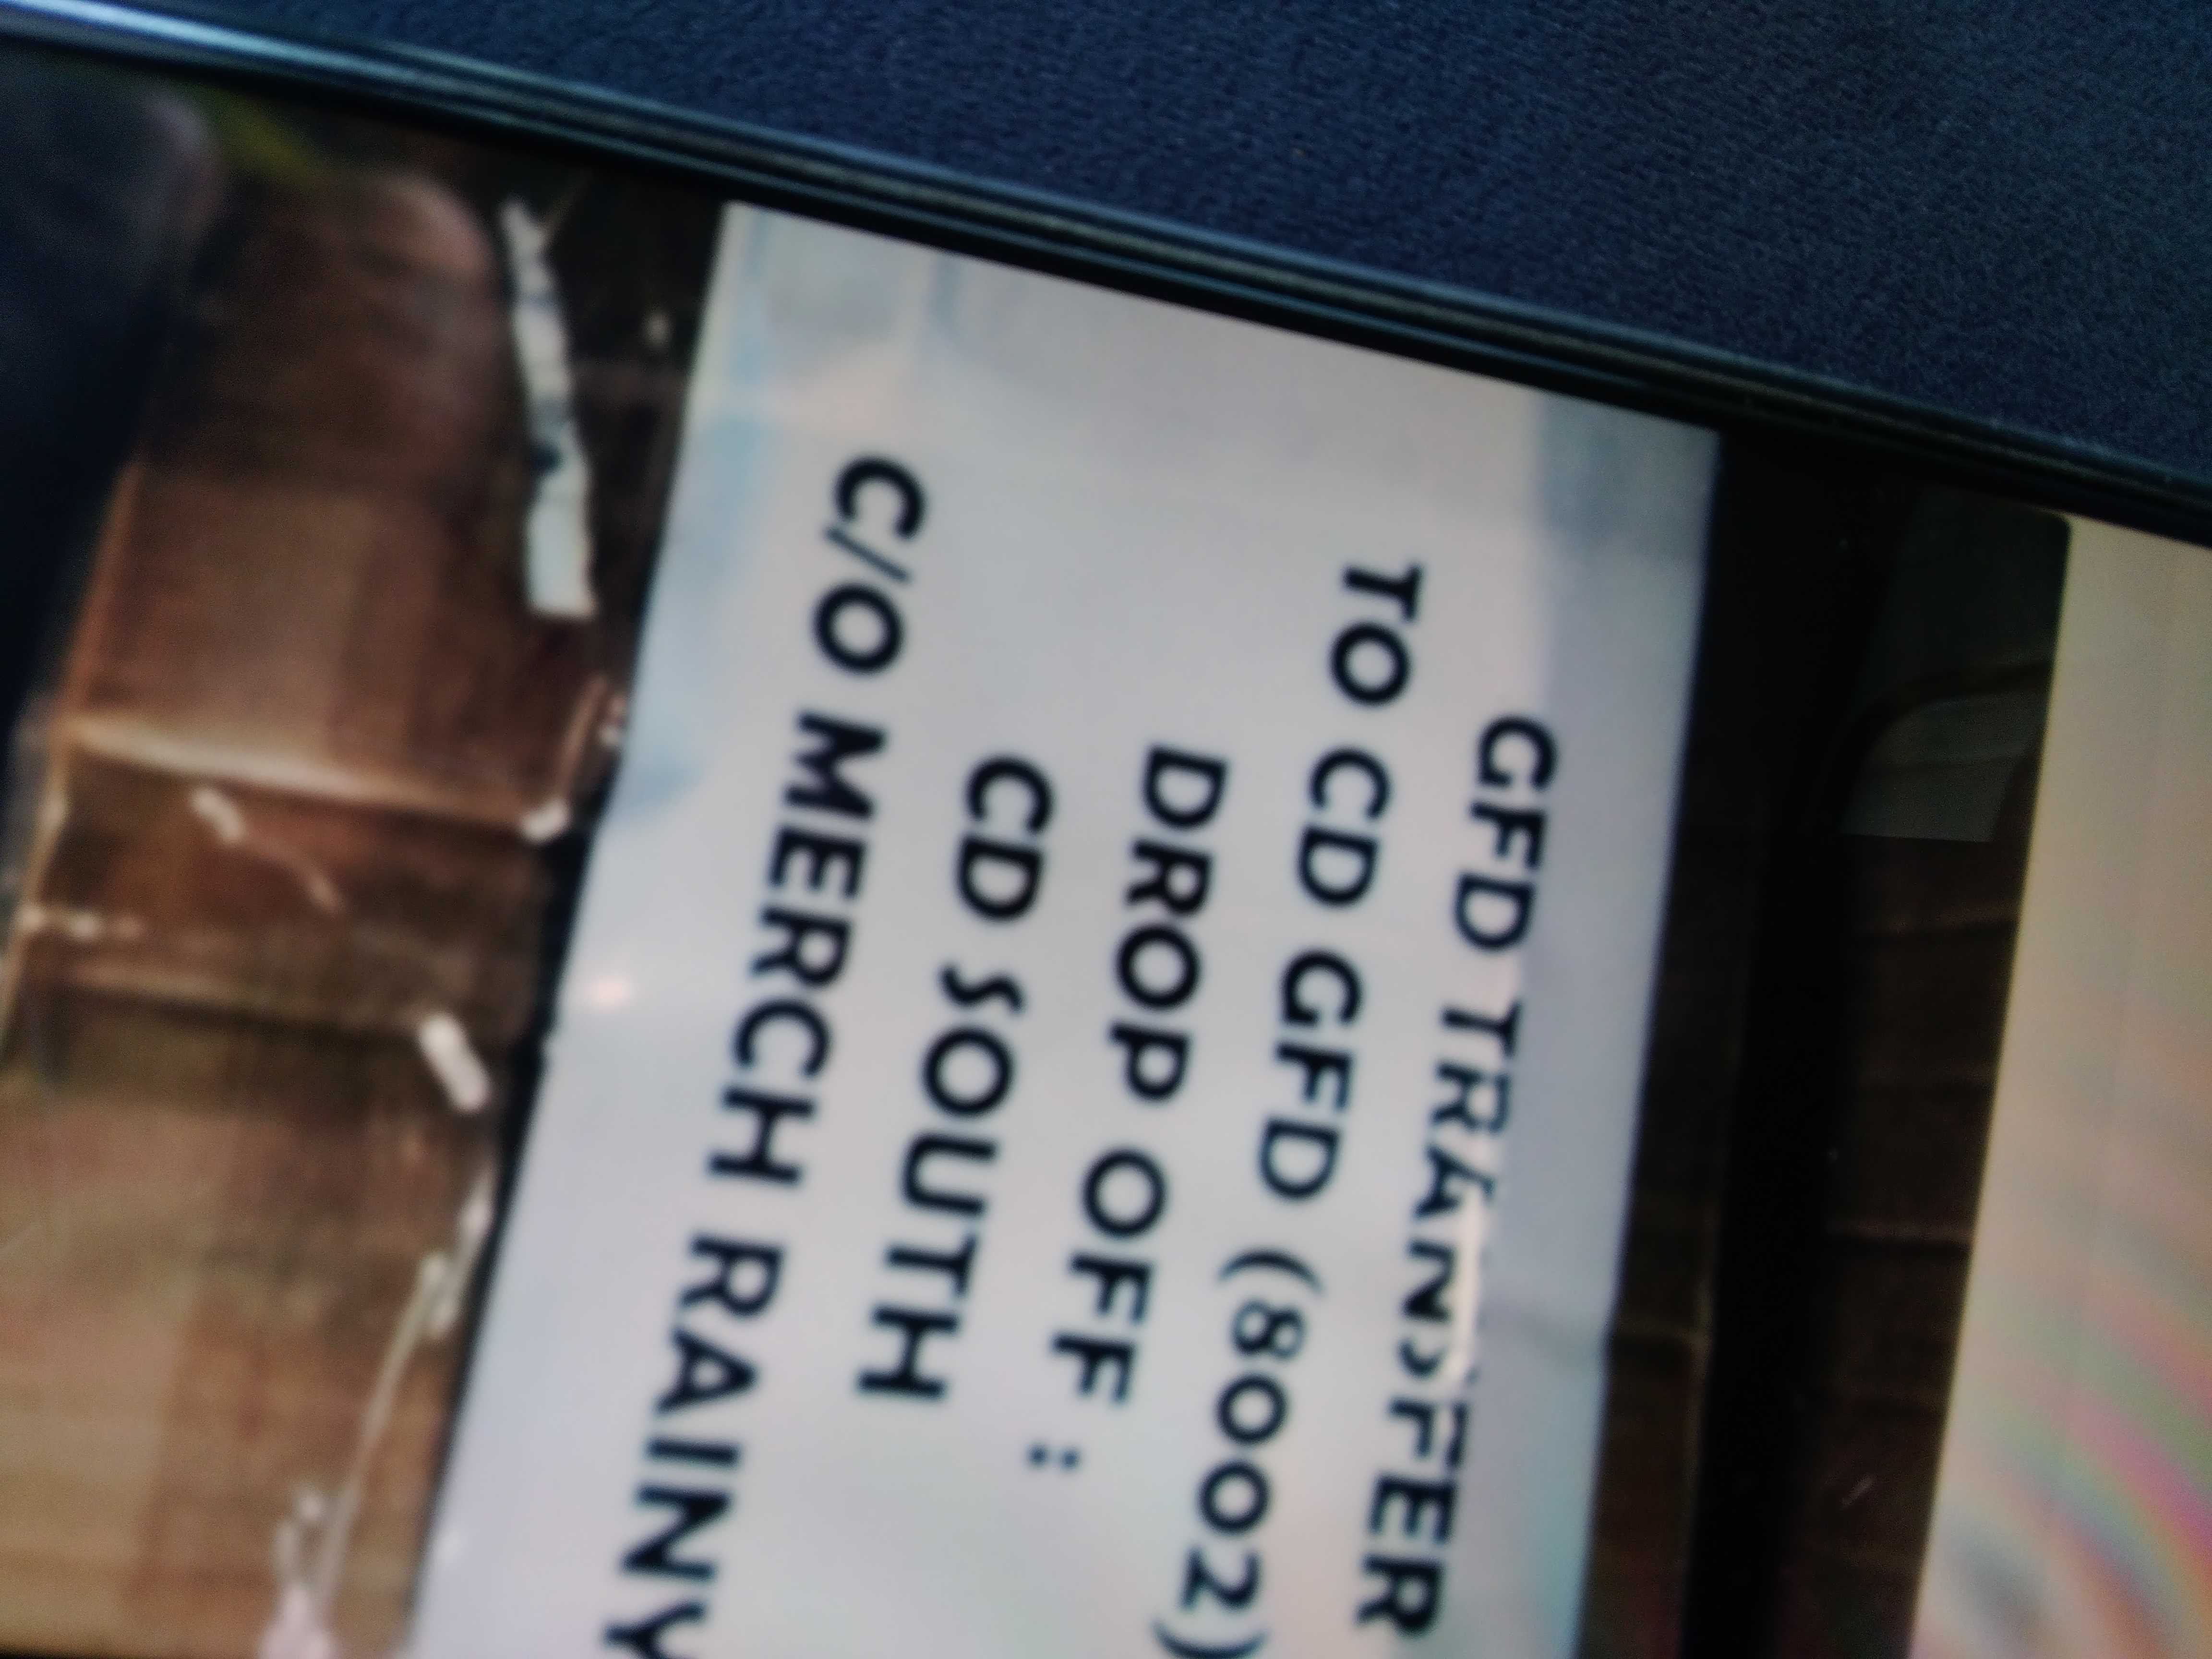 GFD TRANSFER
TO CD GFD (8002)
DROP OFF :
CD SOUTH
C/O MERCH RAINY